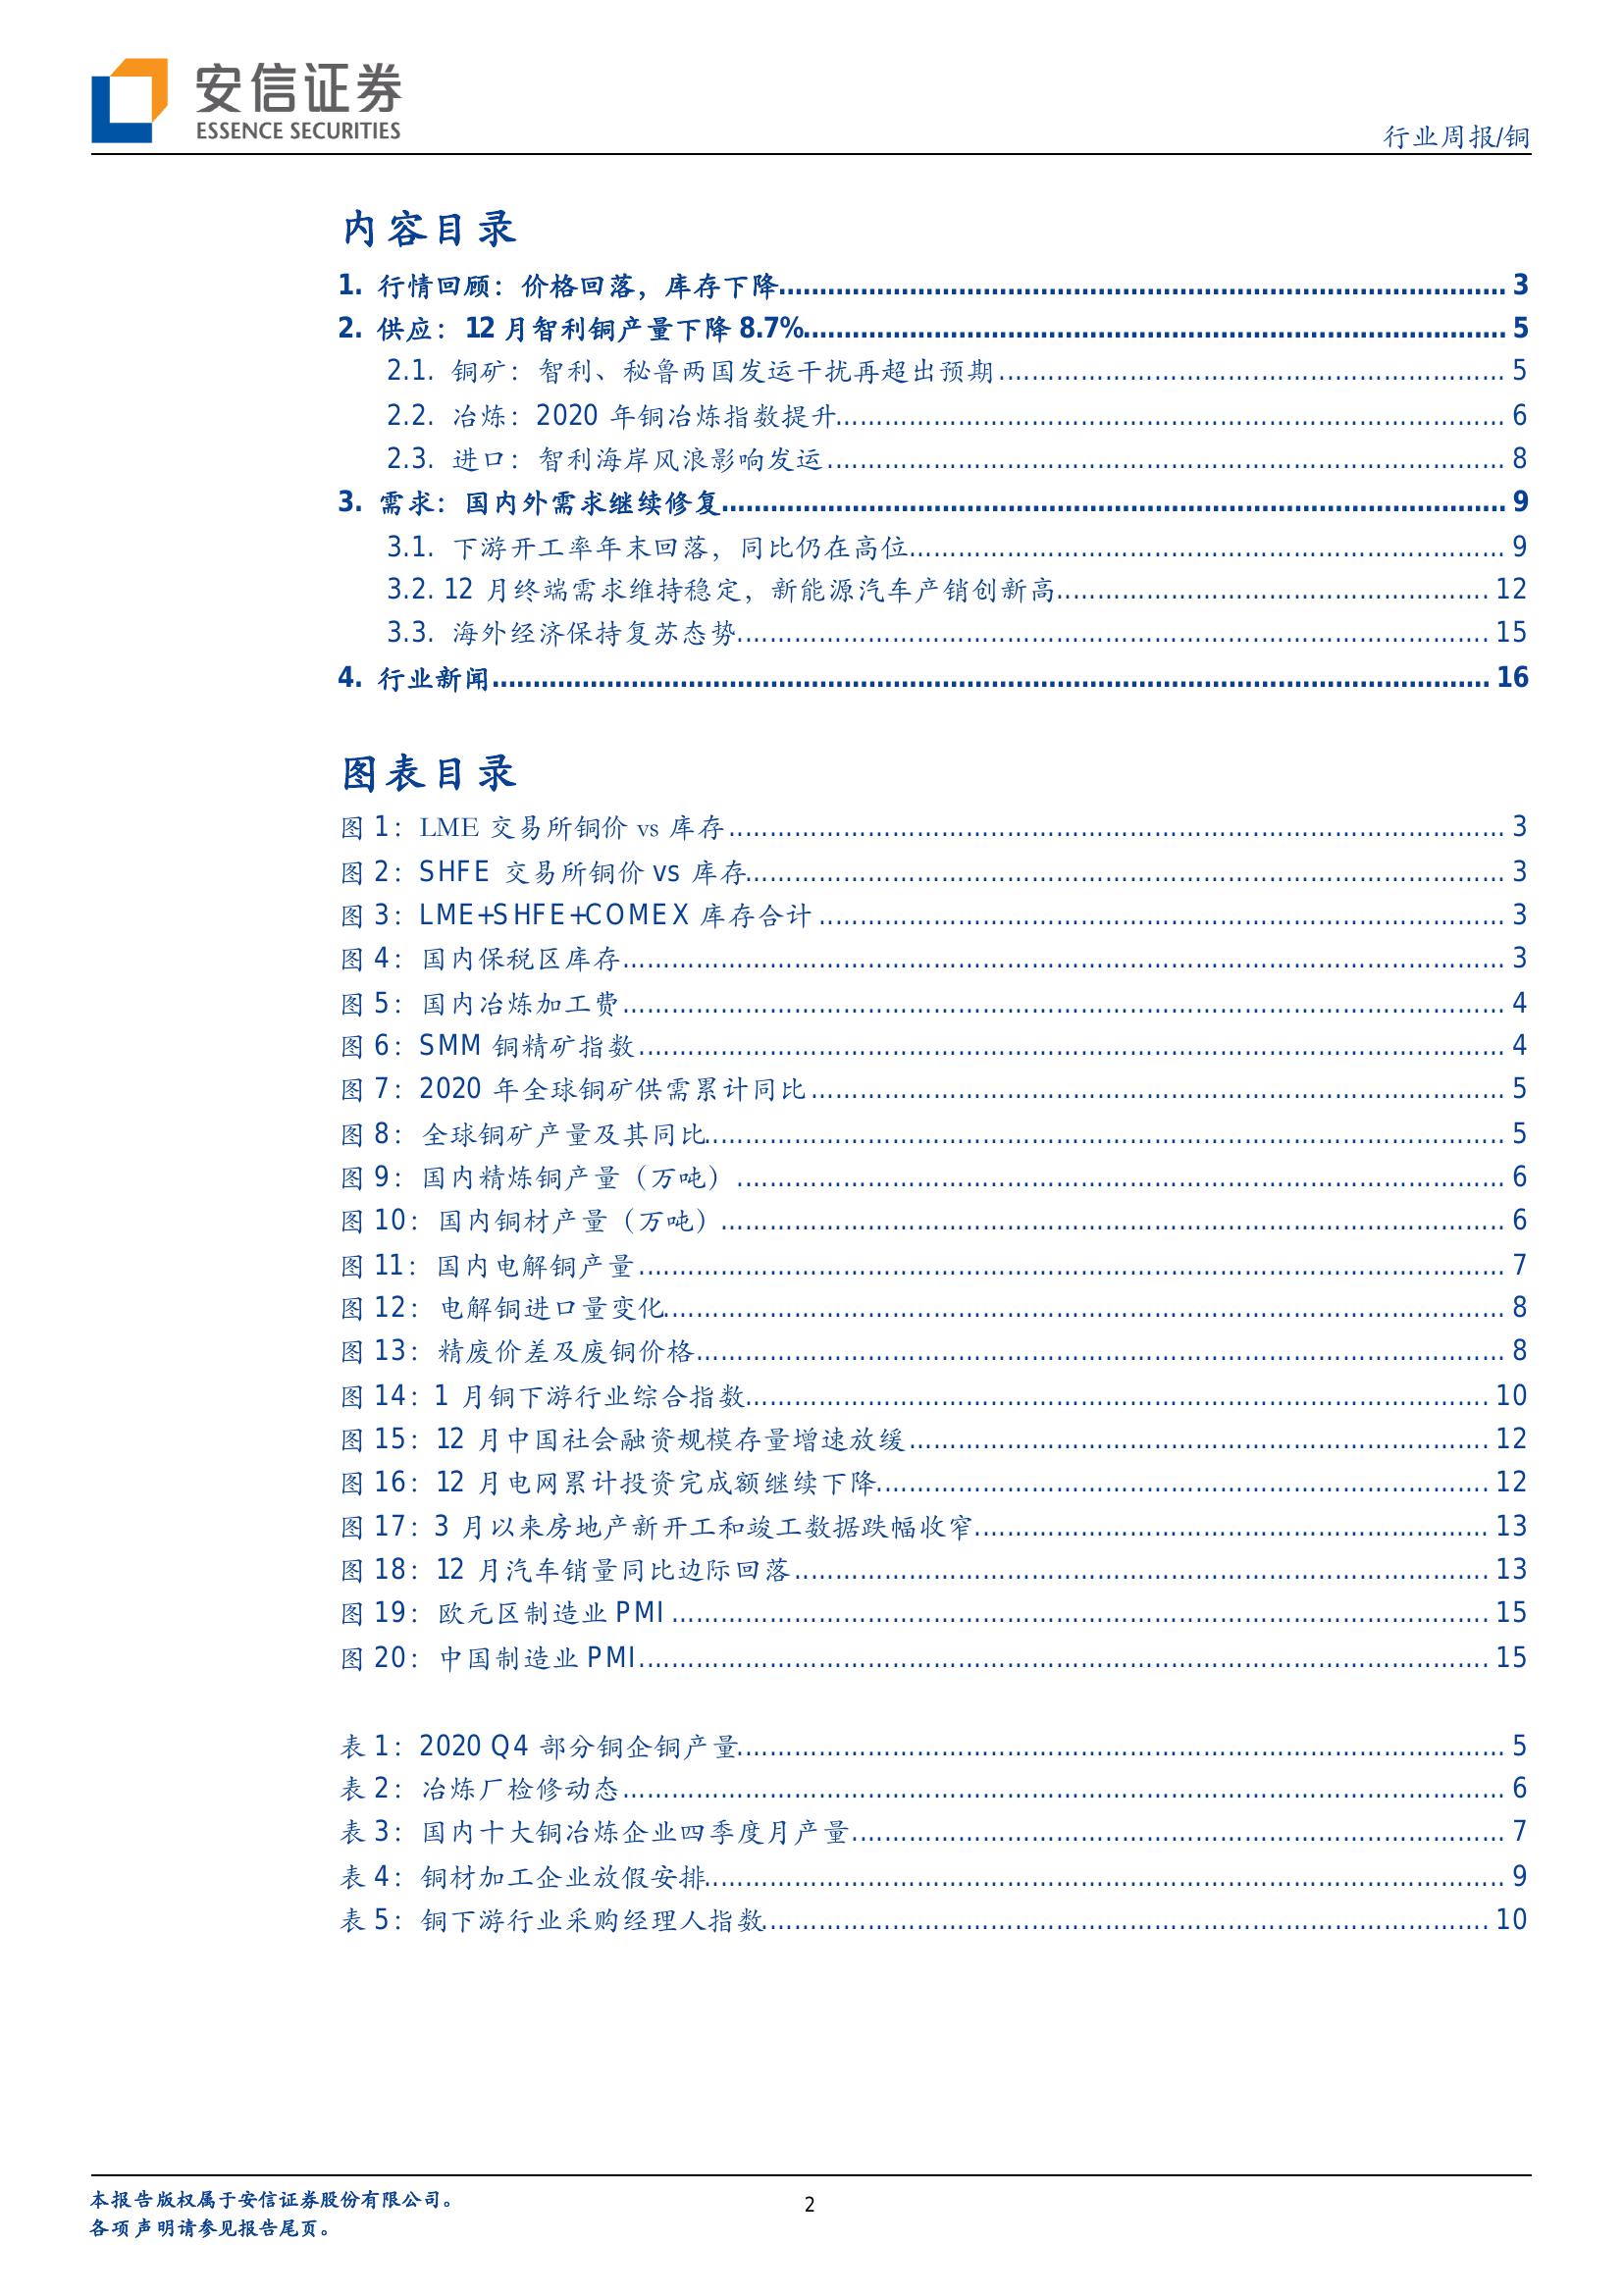 安信证券
ESSENCE SECURITIES
行业周报/铜
内容目录
1. 行情回顾：价格回落，库存下降 3
2. 供应：12 月智利铜产量下降 8.7% 5
2.1. 铜矿：智利、秘鲁两国发运干扰再超出预期 5
2.2. 冶炼：2020 年铜冶炼指数提升 6
2.3. 进口：智利海岸风浪影响发运 8
3. 需求：国内外需求继续修复 9
3.1. 下游开工率年末回落，同比仍在高位 9
3.2. 12 月终端需求维持稳定，新能源汽车产销创新高 12
3.3. 海外经济保持复苏态势 15
4. 行业新闻 16
图表目录
图 1：LME 交易所铜价 vs 库存 3
图 2：SHFE 交易所铜价 vs 库存 3
图 3：LME+SHFE+COMEX 库存合计 3
图 4：国内保税区库存 3
图 5：国内冶炼加工费 4
图 6：SMM 铜精矿指数 4
图 7：2020 年全球铜矿供需累计同比 5
图 8：全球铜矿产量及其同比 5
图 9：国内精炼铜产量（万吨） 6
图 10：国内铜材产量（万吨） 6
图 11：国内电解铜产量 7
图 12：电解铜进口量变化 8
图 13：精废价差及废铜价格 8
图 14：1 月铜下游行业综合指数 10
图 15：12 月中国社会融资规模存量增速放缓 12
图 16：12 月电网累计投资完成额继续下降 12
图 17：3 月以来房地产新开工和竣工数据跌幅收窄 13
图 18：12 月汽车销量同比边际回落 13
图 19：欧元区制造业 PMI 15
图 20：中国制造业 PMI 15
表 1：2020 Q4 部分铜企铜产量 5
表 2：冶炼厂检修动态 6
表 3：国内十大铜冶炼企业四季度月产量 7
表 4：铜材加工企业放假安排 9
表 5：铜下游行业采购经理人指数 10
本报告版权属于安信证券股份有限公司。
2
各项声明请参见报告尾页。